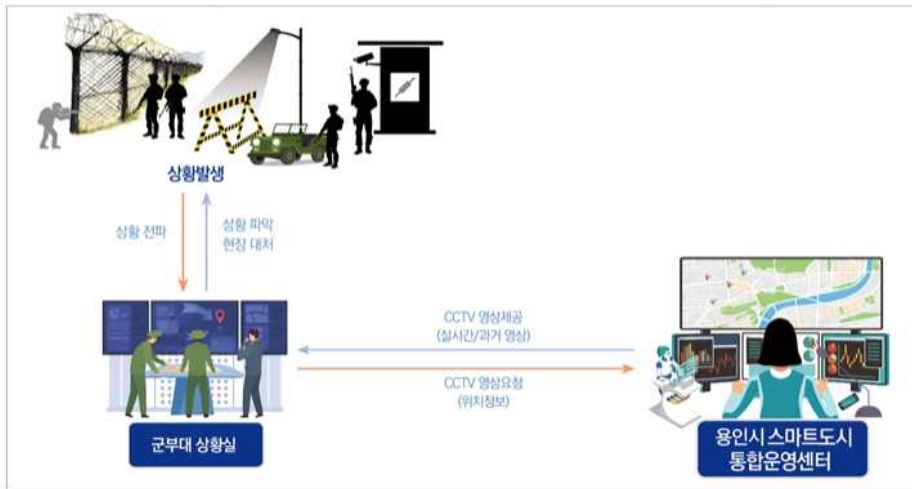 상황발생
상황 전파
상황 파악
현장 대처
CCTV 영상제공
(실시간/과거 영상)
CCTV 영상요청
(위치정보)
군부대 상황실
용인시 스마트도시
통합운영센터